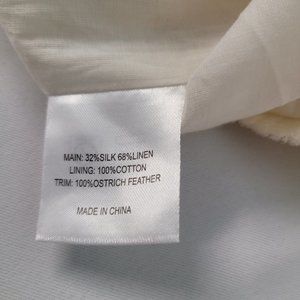 MAIN: 32%SILK 68%LINEN
LINING: 100%COTTON
TRIM: 100%OSTRICH FEATHER
MADE IN CHINA